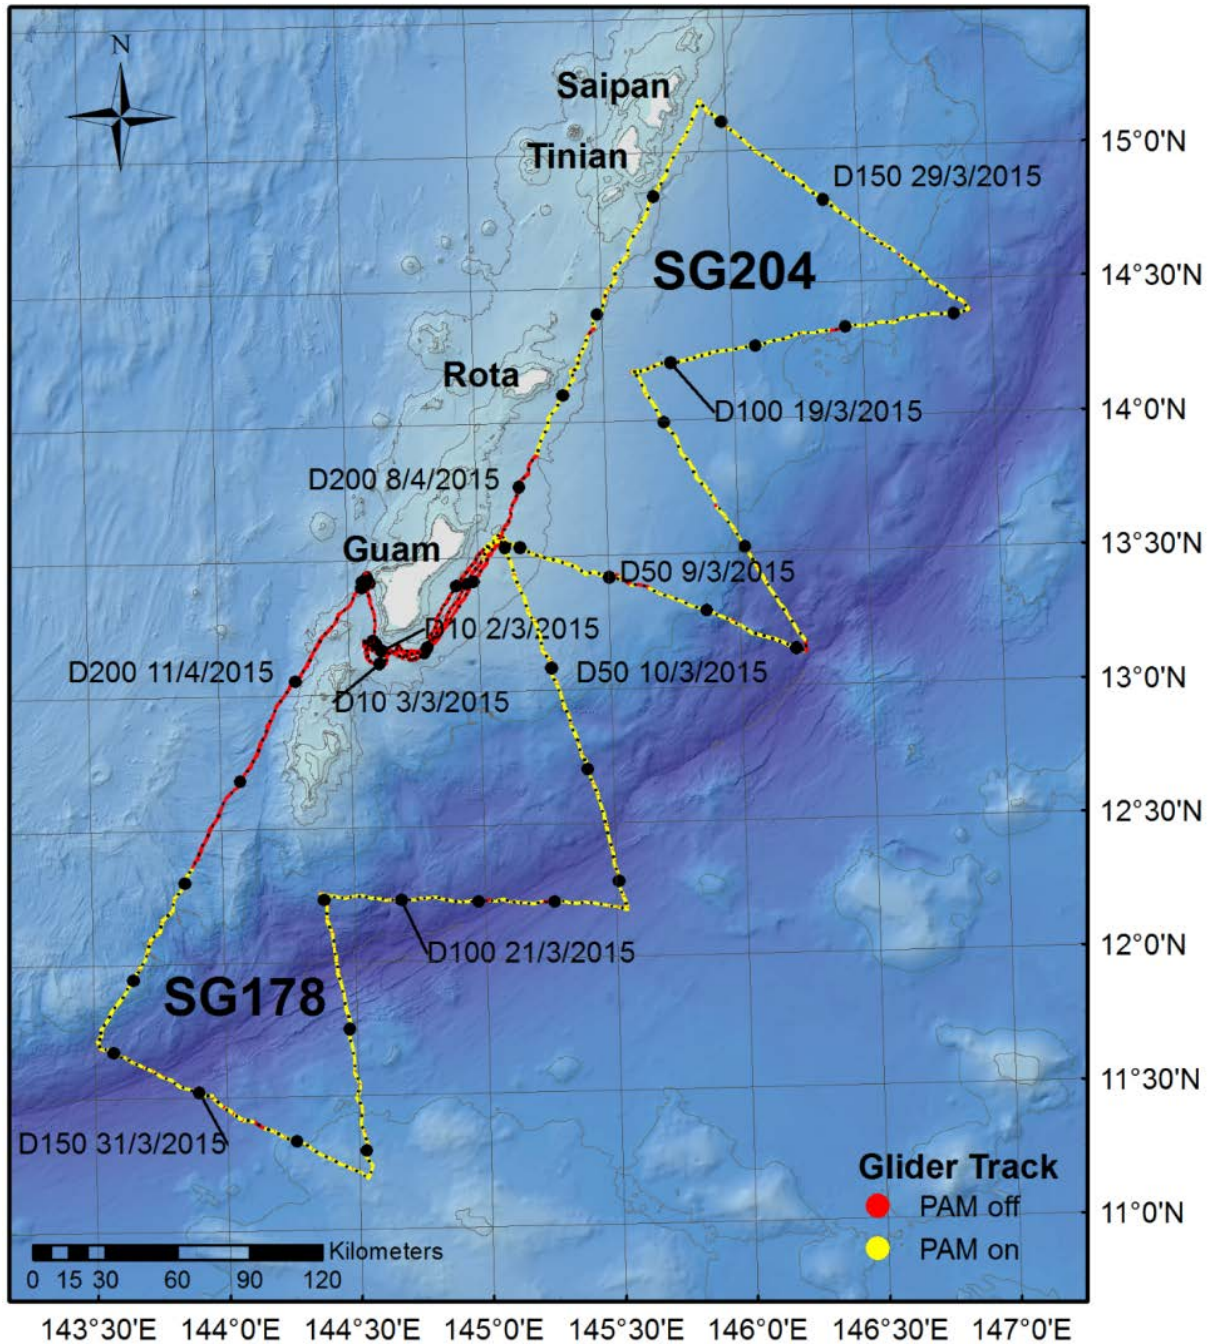 N
Saipan
Tinian
15°0'N
D150 29/3/2015
SG204
14°30'N
Rota
14°0'N
D100 19/3/2015
D200 8/4/2015
Guam
13°30'N
D50 9/3/2015
D10 2/3/2015
D200 11/4/2015
D50 10/3/2015
13°0'N
D10 3/3/2015
12°30'N
D100 21/3/2015
12°0'N
SG178
11°30'N
D150 31/3/2015
Glider Track
PAM off
11°0'N
PAM on
Kilometers
0 15 30 60 90 120
143°30'E 144°0'E 144°30'E 145°0'E 145°30'E 146°0'E 146°30'E 147°0'E